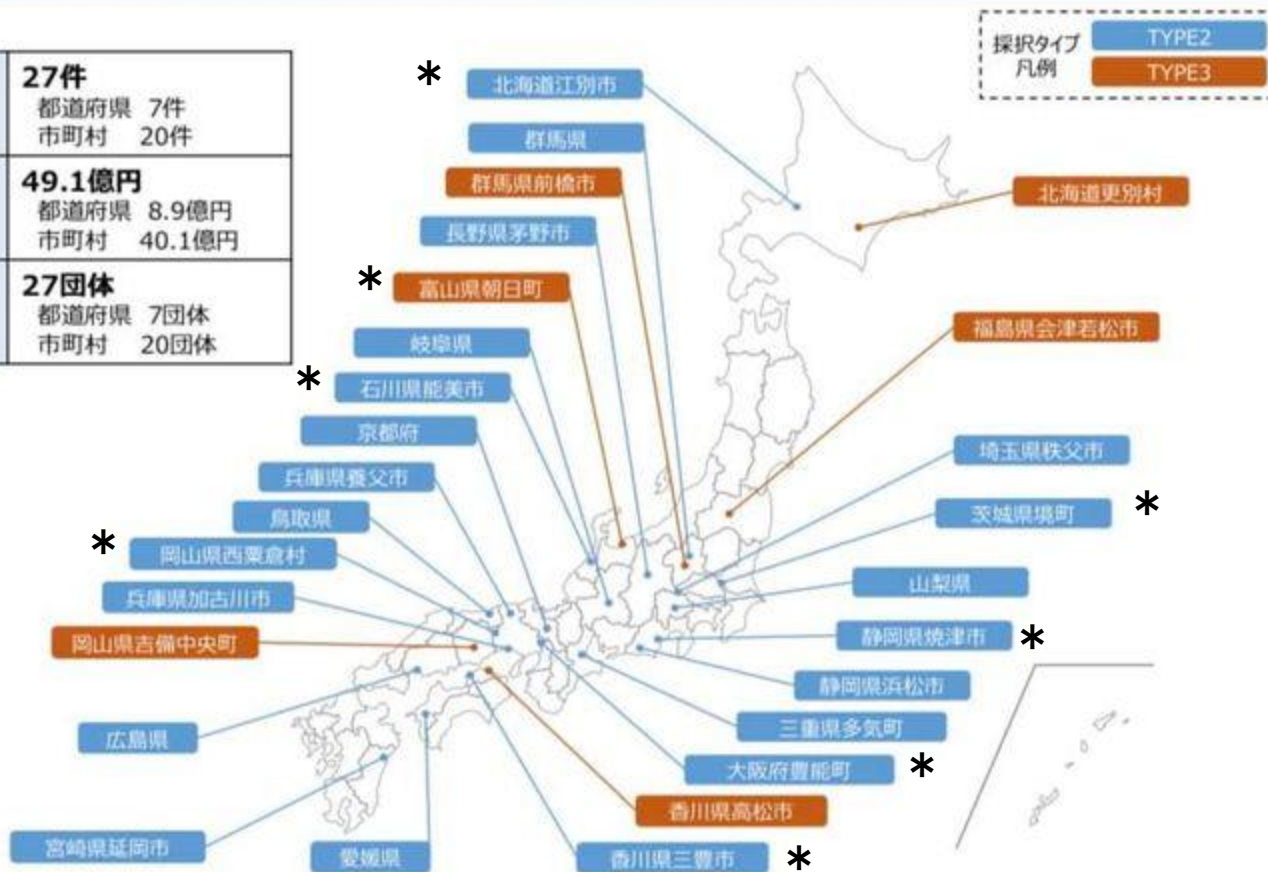 27件
都道府県 7件
市町村 20件
49.1億円
都道府県 8.9億円
市町村 40.1億円
27団体
都道府県 7団体
市町村 20団体
採択タイプ
凡例
TYPE2
TYPE3
* 北海道江別市
群馬県
群馬県前橋市
北海道更別村
長野県茅野市
* 富山県朝日町
福島県会津若松市
岐阜県
* 石川県能美市
京都府
埼玉県秩父市
兵庫県養父市
茨城県境町 *
鳥取県
* 岡山県西粟倉村
山梨県
兵庫県加古川市
岡山県吉備中央町
静岡県焼津市 *
静岡県浜松市
三重県多気町
広島県
大阪府豊能町 *
香川県高松市
宮崎県延岡市
愛媛県
香川県三豊市 *